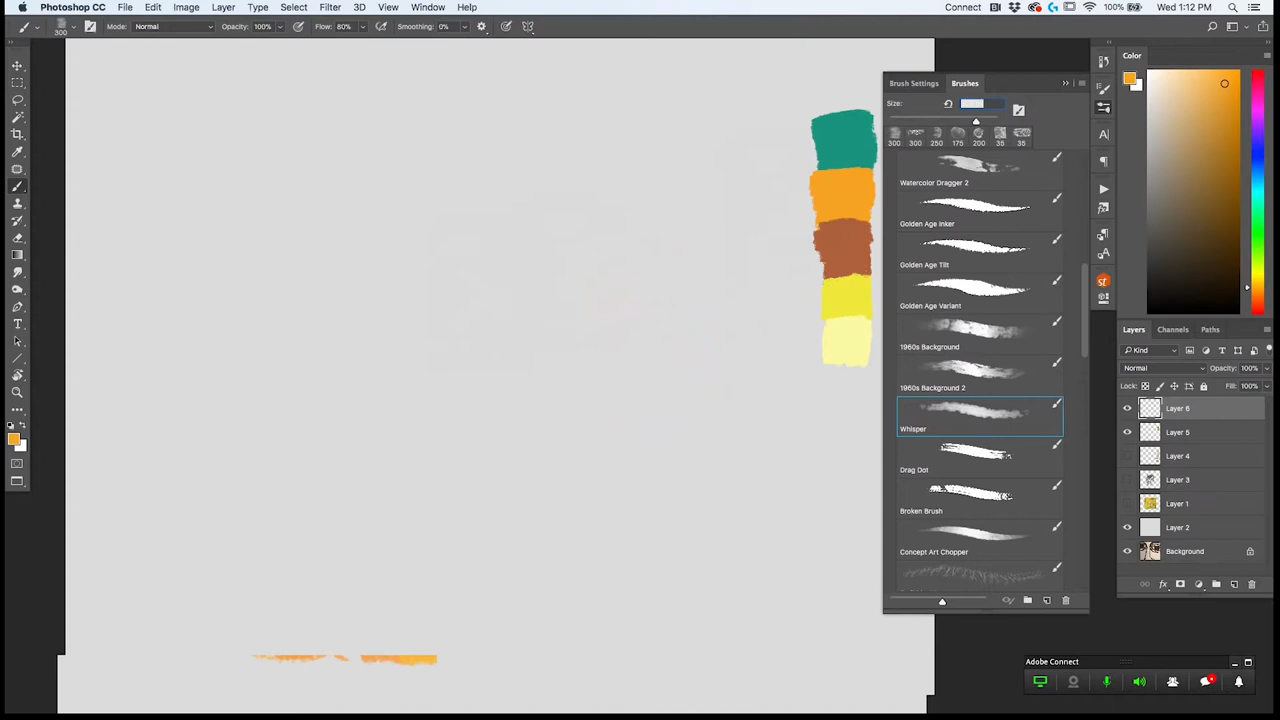 Photoshop CC File Edit Image Layer Type Select Filter 3D View Window Help Connect 100% Wed 1:12 PM
300 Mode: Normal Opacity: 100% Flow: 80% Smoothing: 0%
Brush Settings Brushes
Size:
300 300 250 175 200 35 35
Watercolor Dragger 2
Golden Age Inker
Golden Age Tilt
Golden Age Variant
1960s Background
1960s Background 2
Whisper
Drag Dot
Broken Brush
Concept Art Chopper
Color
Layers Channels Paths
Kind
Normal Opacity: 100%
Lock: Fill: 100%
Layer 6
Layer 5
Layer 4
Layer 3
Layer 1
Layer 2
Background
Adobe Connect